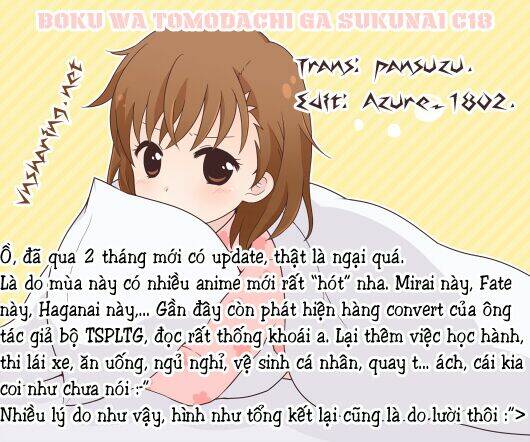 BOKU WA TOMODACHI GA SUKUNAI C18
Trans: pansuzu.
Edit: Azure_1802.
vnsharing.net
Ồ, đã qua 2 tháng mới có update, thật là ngại quá.
Là do mùa này có nhiều anime mới rất “hót” nha. Mirai này, Fate
này, Haganai này,... Gần đây còn phát hiện hàng convert của ông
tác giả bộ TSPLTG, đọc rất thống khoái a. Lại thêm việc học hành,
thi lái xe, ăn uống, ngủ nghỉ, vệ sinh cá nhân, quay t... ách, cái kia
coi như chưa nói :-"
Nhiều lý do như vậy, hình như tổng kết lại cũng là do lười thôi :">